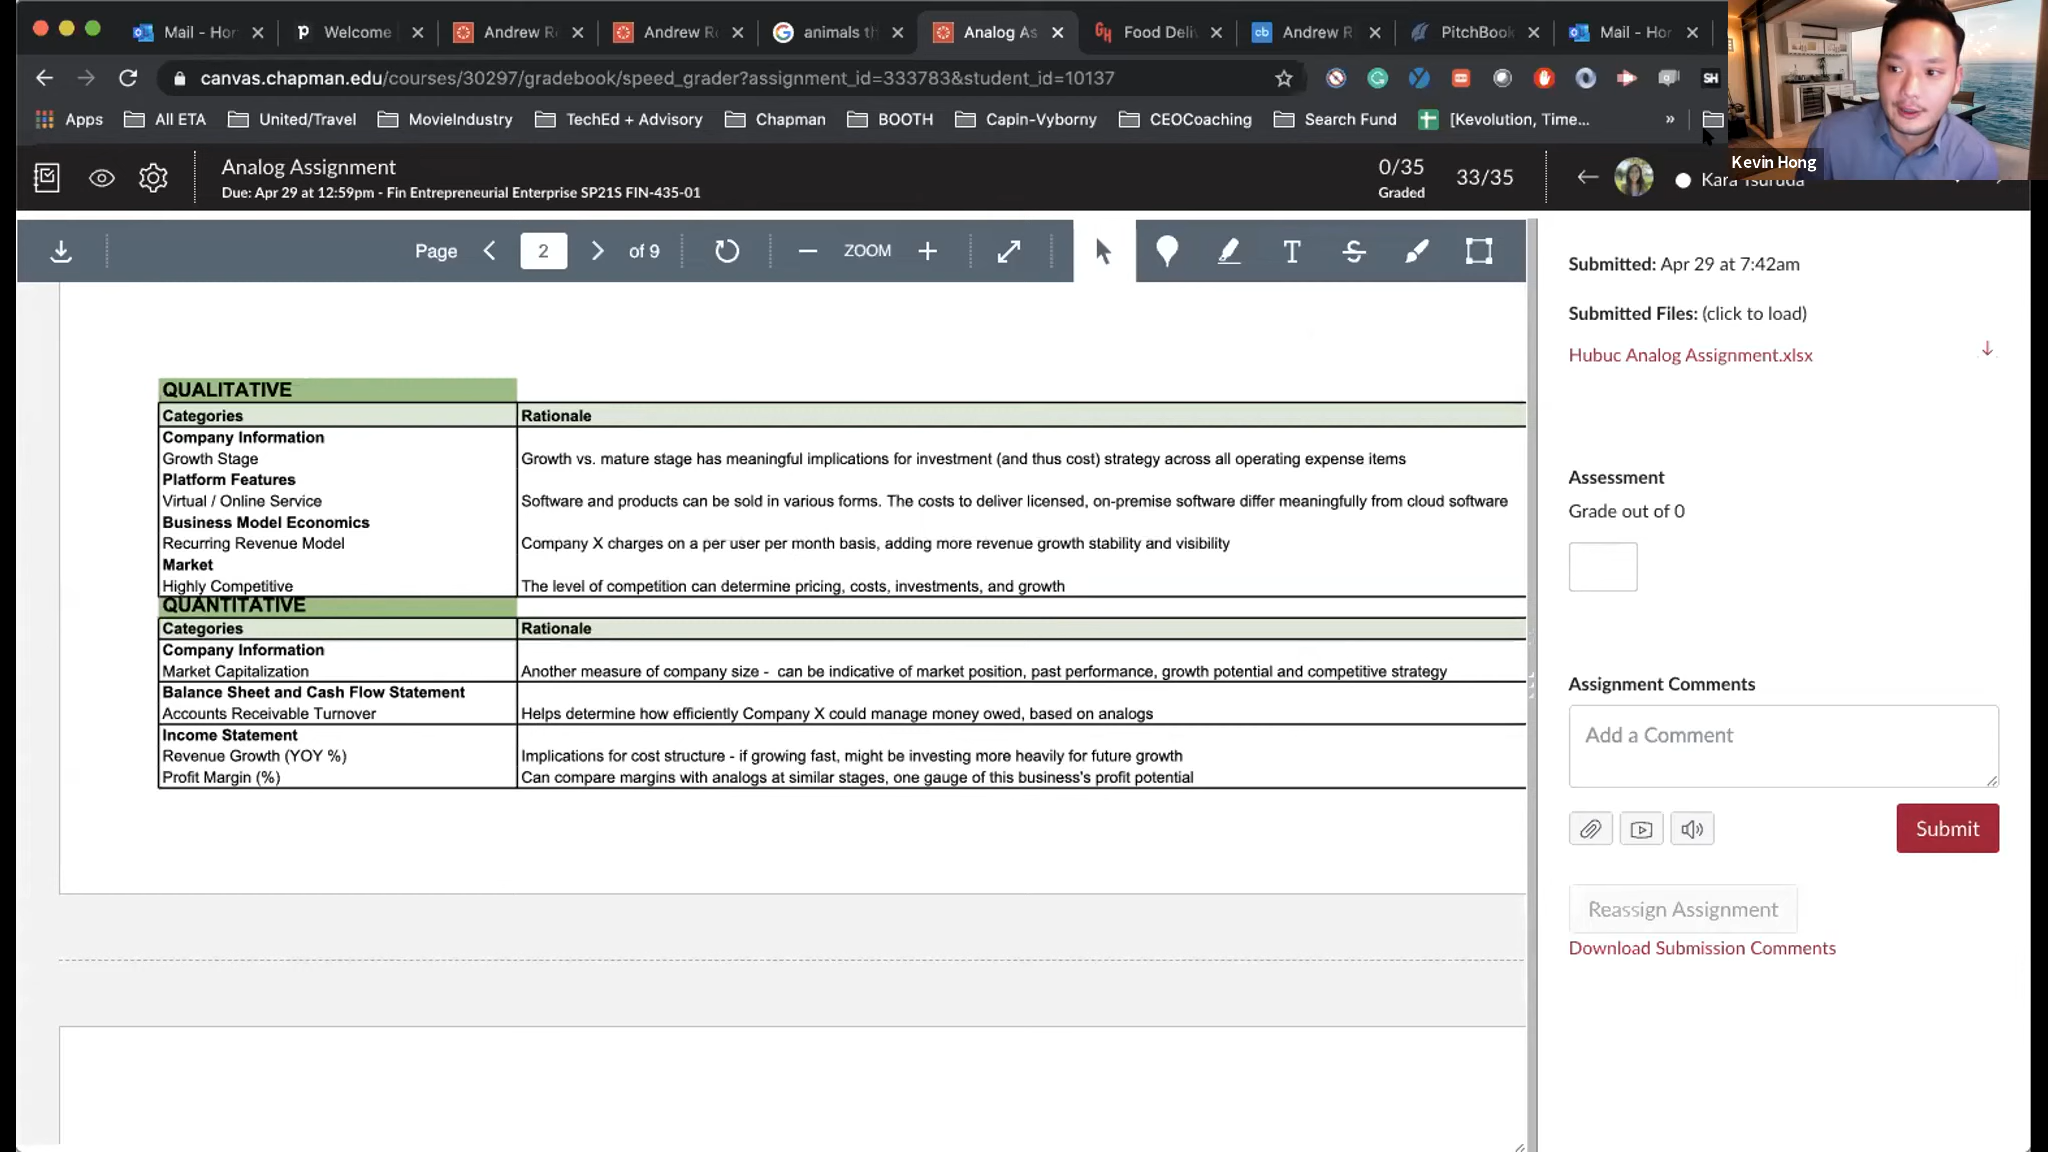 Mail - Hor
Welcome
Andrew Re
Andrew Re
animals th
Analog As
Food Deliv
Andrew R
PitchBook
Mail - Hor
canvas.chapman.edu/courses/30297/gradebook/speed_grader?assignment_id=333783&student_id=10137
SH
Apps
All ETA
United/Travel
MovieIndustry
TechEd + Advisory
Chapman
BOOTH
Capin-Vyborny
CEOCoaching
Search Fund
[Kevolution, Time...
»
Kevin Hong
Analog Assignment
Due: Apr 29 at 12:59pm - Fin Entrepreneurial Enterprise SP21S FIN-435-01
0/35
Graded
33/35
Kara Tsuruda
Page
2
of 9
ZOOM
QUALITATIVE
Categories Rationale
Company Information
Growth Stage Growth vs. mature stage has meaningful implications for investment (and thus cost) strategy across all operating expense items
Platform Features
Virtual / Online Service Software and products can be sold in various forms. The costs to deliver licensed, on-premise software differ meaningfully from cloud software
Business Model Economics
Recurring Revenue Model Company X charges on a per user per month basis, adding more revenue growth stability and visibility
Market
Highly Competitive The level of competition can determine pricing, costs, investments, and growth
QUANTITATIVE
Categories Rationale
Company Information
Market Capitalization Another measure of company size - can be indicative of market position, past performance, growth potential and competitive strategy
Balance Sheet and Cash Flow Statement
Accounts Receivable Turnover Helps determine how efficiently Company X could manage money owed, based on analogs
Income Statement
Revenue Growth (YOY %) Implications for cost structure - if growing fast, might be investing more heavily for future growth
Profit Margin (%) Can compare margins with analogs at similar stages, one gauge of this business's profit potential
Submitted: Apr 29 at 7:42am
Submitted Files: (click to load)
Hubuc Analog Assignment.xlsx
Assessment
Grade out of 0
Assignment Comments
Add a Comment
Submit
Reassign Assignment
Download Submission Comments